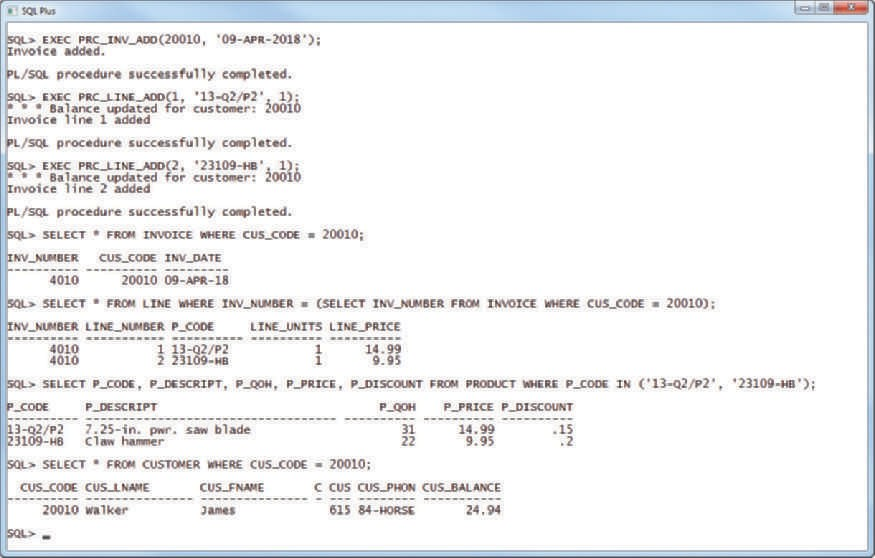 SQL Plus
SQL> EXEC PRC_INV_ADD(20010, '09-APR-2018');
Invoice added.
PL/SQL procedure successfully completed.
SQL> EXEC PRC_LINE_ADD(1, '13-Q2/P2', 1);
* * * Balance updated for customer: 20010
Invoice line 1 added
PL/SQL procedure successfully completed.
SQL> EXEC PRC_LINE_ADD(2, '23109-HB', 1);
* * * Balance updated for customer: 20010
Invoice line 2 added
PL/SQL procedure successfully completed.
SQL> SELECT * FROM INVOICE WHERE CUS_CODE = 20010;
INV_NUMBER   CUS_CODE INV_DATE
---------- ---------- ---------
      4010      20010 09-APR-18
SQL> SELECT * FROM LINE WHERE INV_NUMBER = (SELECT INV_NUMBER FROM INVOICE WHERE CUS_CODE = 20010);
INV_NUMBER LINE_NUMBER P_CODE     LINE_UNITS LINE_PRICE
---------- ----------- ---------- ---------- ----------
      4010           1 13-Q2/P2            1      14.99
      4010           2 23109-HB            1       9.95
SQL> SELECT P_CODE, P_DESCRIPT, P_QOH, P_PRICE, P_DISCOUNT FROM PRODUCT WHERE P_CODE IN ('13-Q2/P2', '23109-HB');
P_CODE     P_DESCRIPT                               P_QOH    P_PRICE P_DISCOUNT
---------- ----------------------------------- ---------- ---------- ----------
13-Q2/P2   7.25-in. pwr. saw blade                     31      14.99        .15
23109-HB   Claw hammer                                 22       9.95         .2
SQL> SELECT * FROM CUSTOMER WHERE CUS_CODE = 20010;
  CUS_CODE CUS_LNAME       CUS_FNAME       C CUS CUS_PHON CUS_BALANCE
---------- --------------- --------------- - --- -------- -----------
     20010 Walker          James             615 84-HORSE       24.94
SQL> _